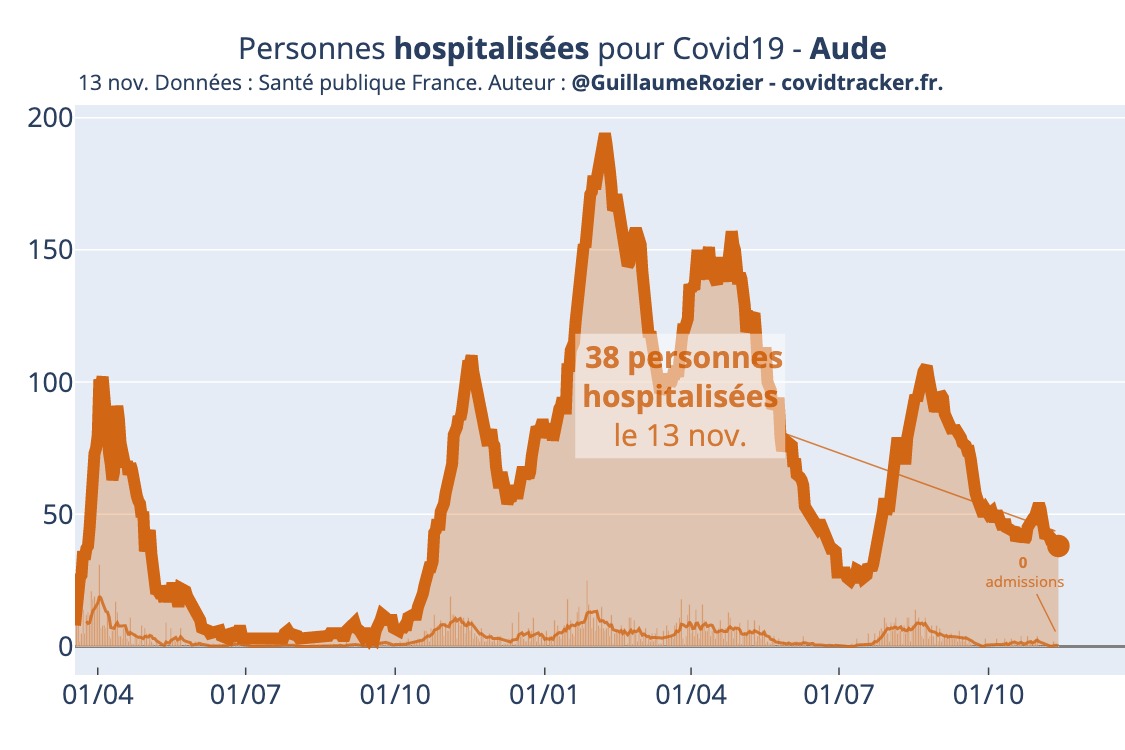 Personnes hospitalisées pour Covid19 - Aude
13 nov. Données : Santé publique France. Auteur : @GuillaumeRozier - covidtracker.fr.
200
150
100
50
0
38 personnes
hospitalisées
le 13 nov.
0
admissions
01/04 01/07 01/10 01/01 01/04 01/07 01/10